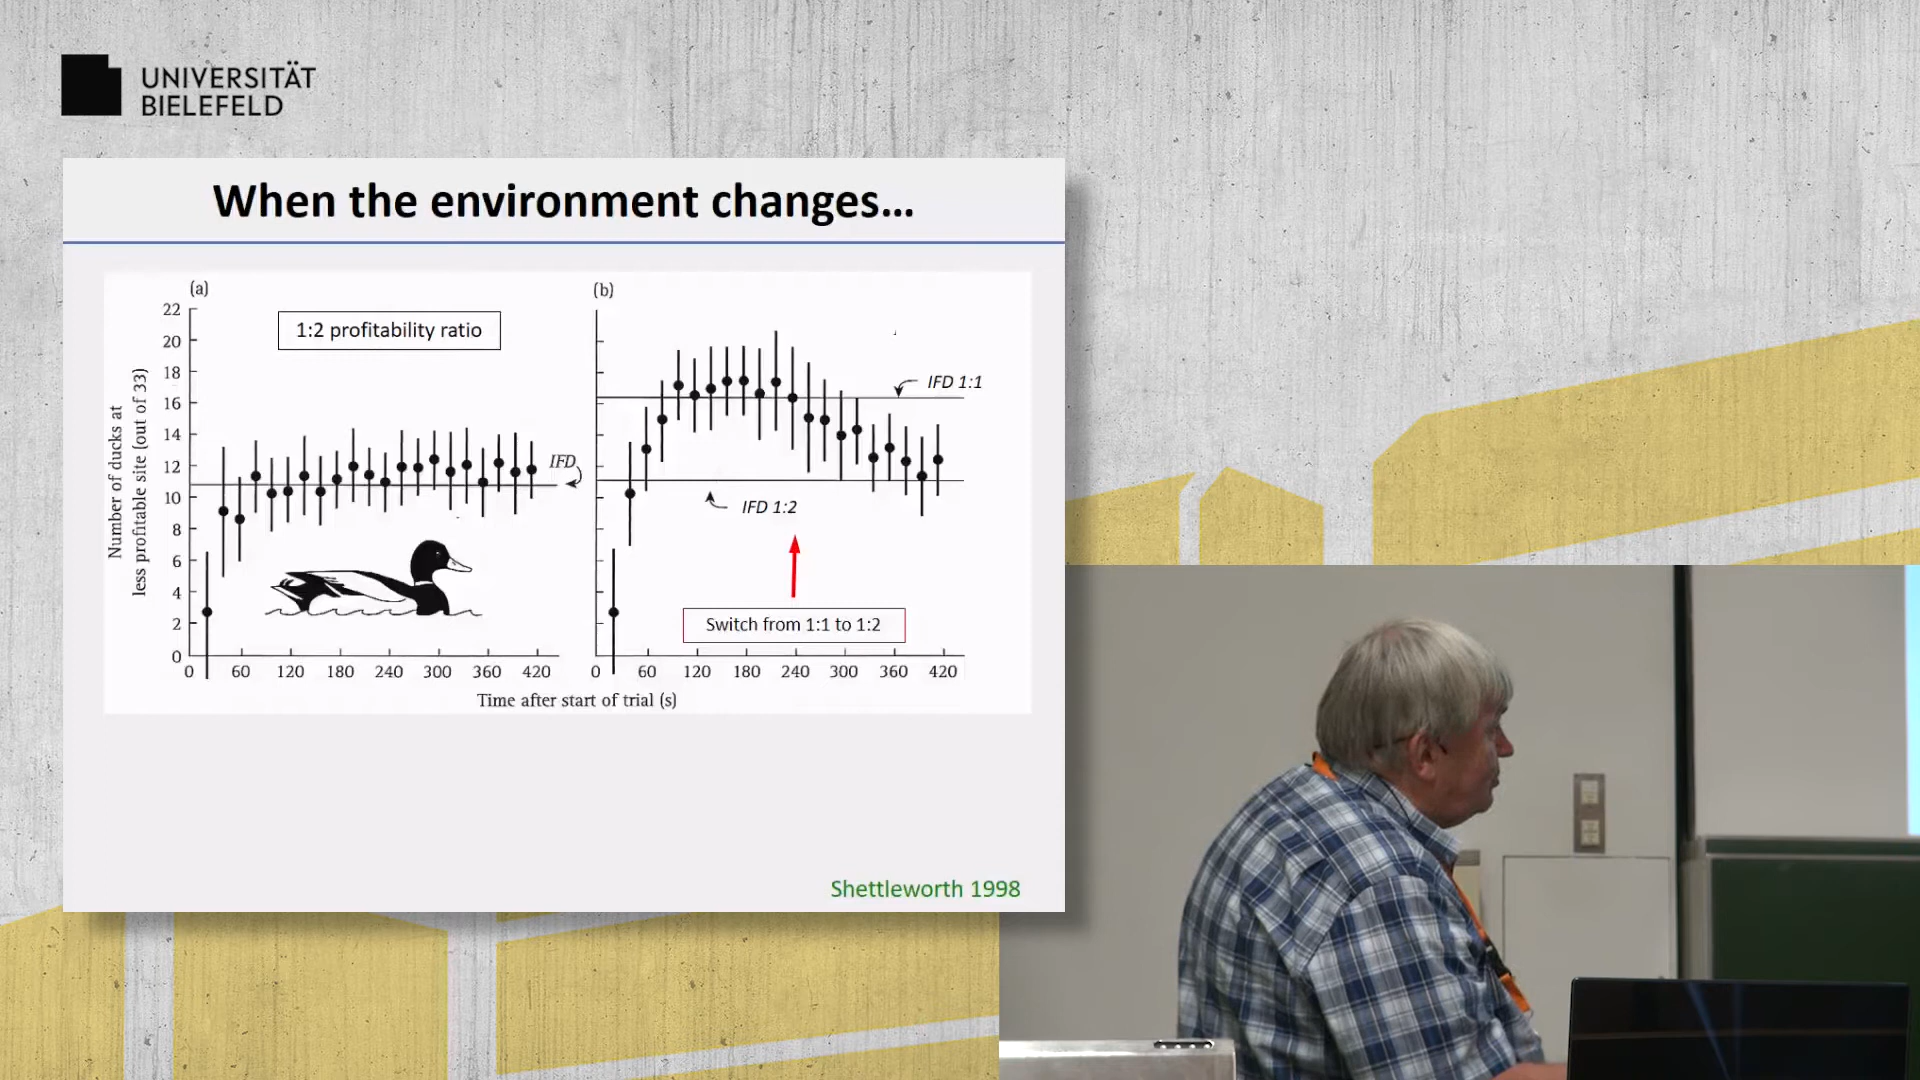 UNIVERSITÄT
BIELEFELD
When the environment changes...
(a)
1:2 profitability ratio
22
20
18
16
14
12
10
8
6
4
2
0
Number of ducks at
less profitable site (out of 33)
IFD
0 60 120 180 240 300 360 420
(b)
IFD 1:1
IFD 1:2
Switch from 1:1 to 1:2
0 60 120 180 240 300 360 420
Time after start of trial (s)
Shettleworth 1998